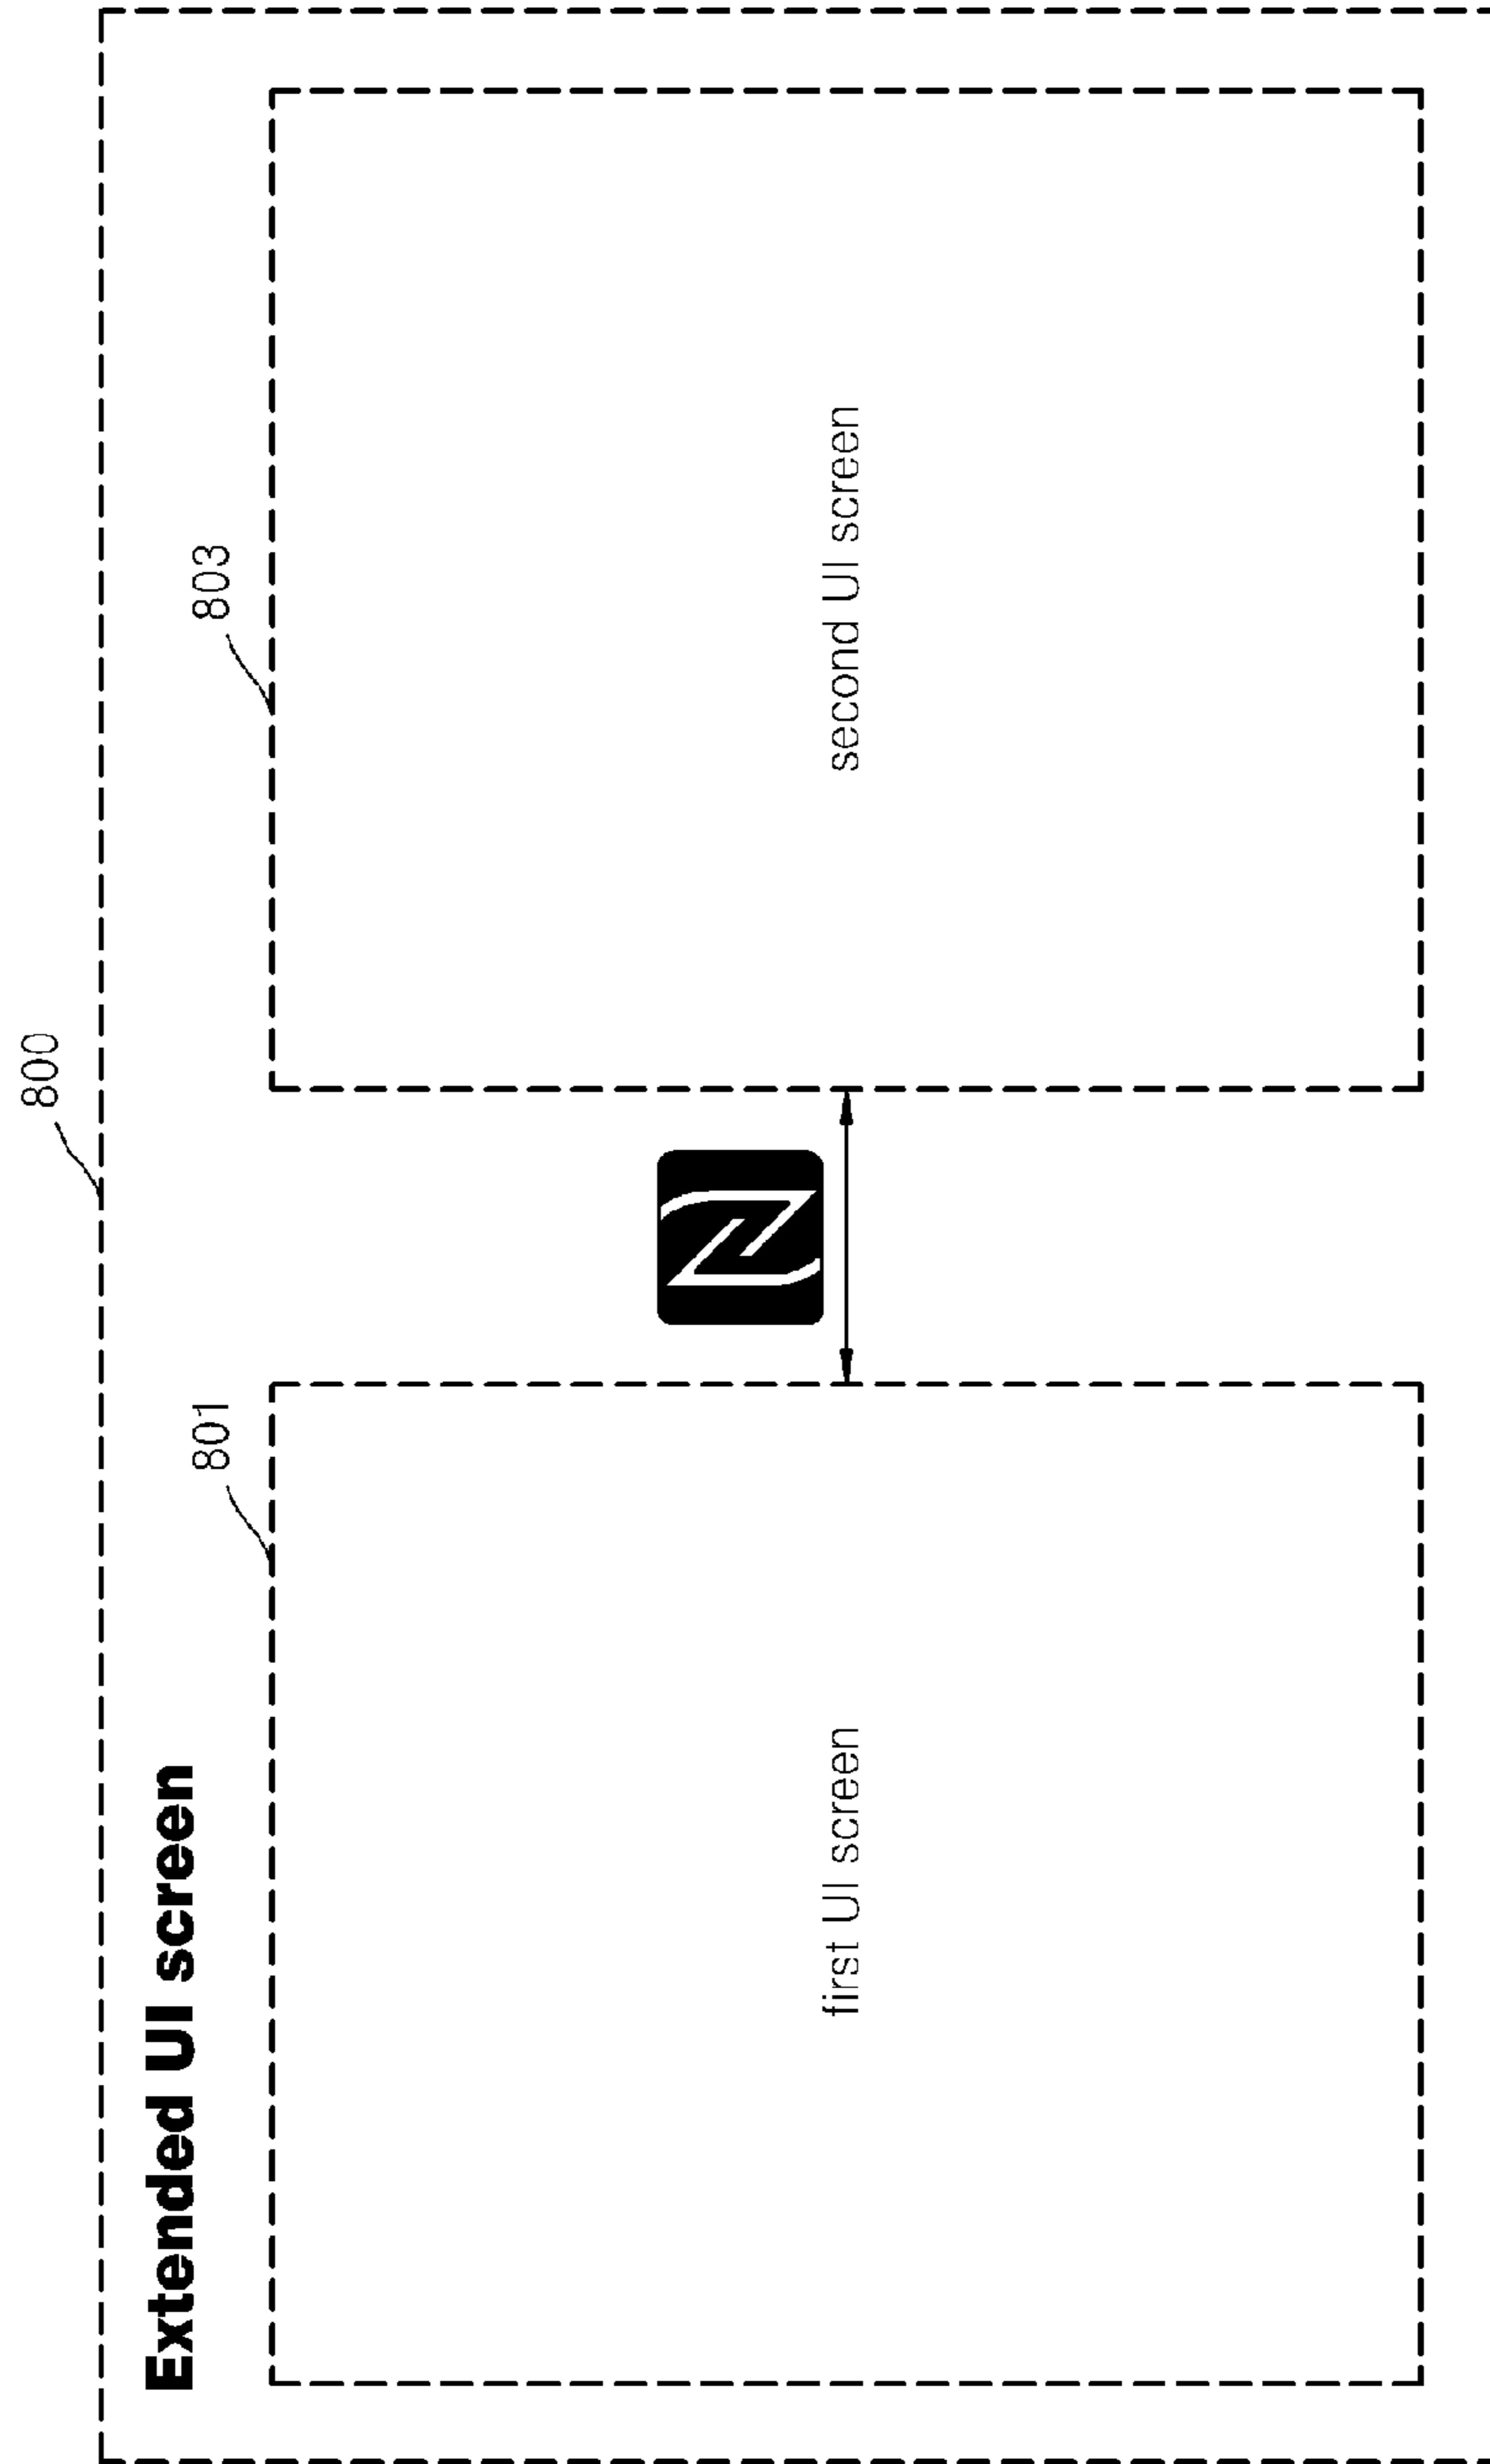 800
Extended UI screen
801
803
first UI screen
second UI screen